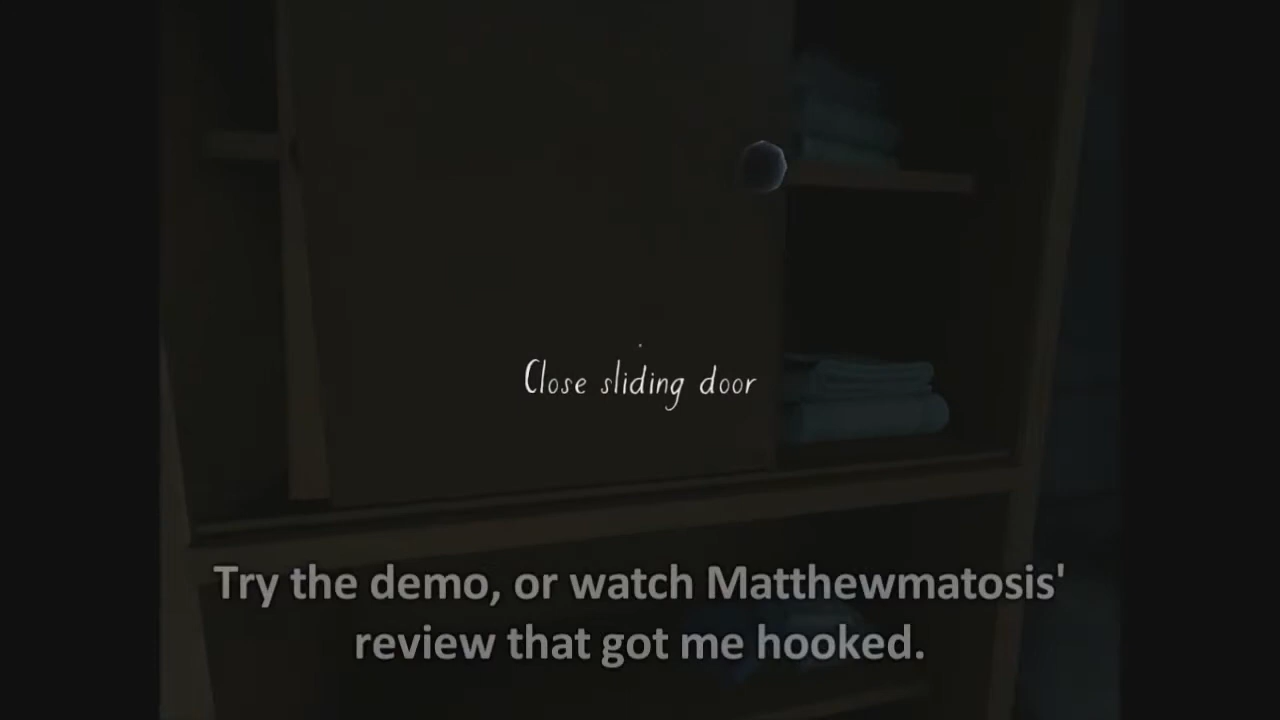 Close sliding door
Try the demo, or watch Matthewmatosis'
review that got me hooked.